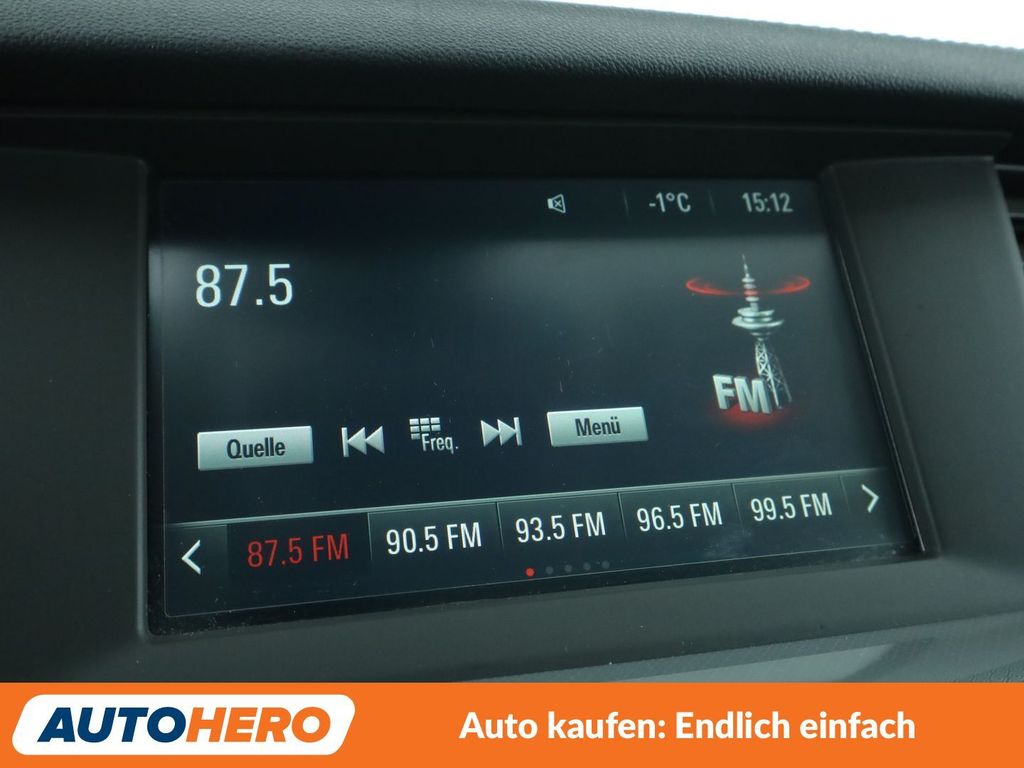 -1°C 15:12
87.5
FM
Quelle Freq. Menü
87.5 FM 90.5 FM 93.5 FM 96.5 FM 99.5 FM
AUTOHERO Auto kaufen: Endlich einfach